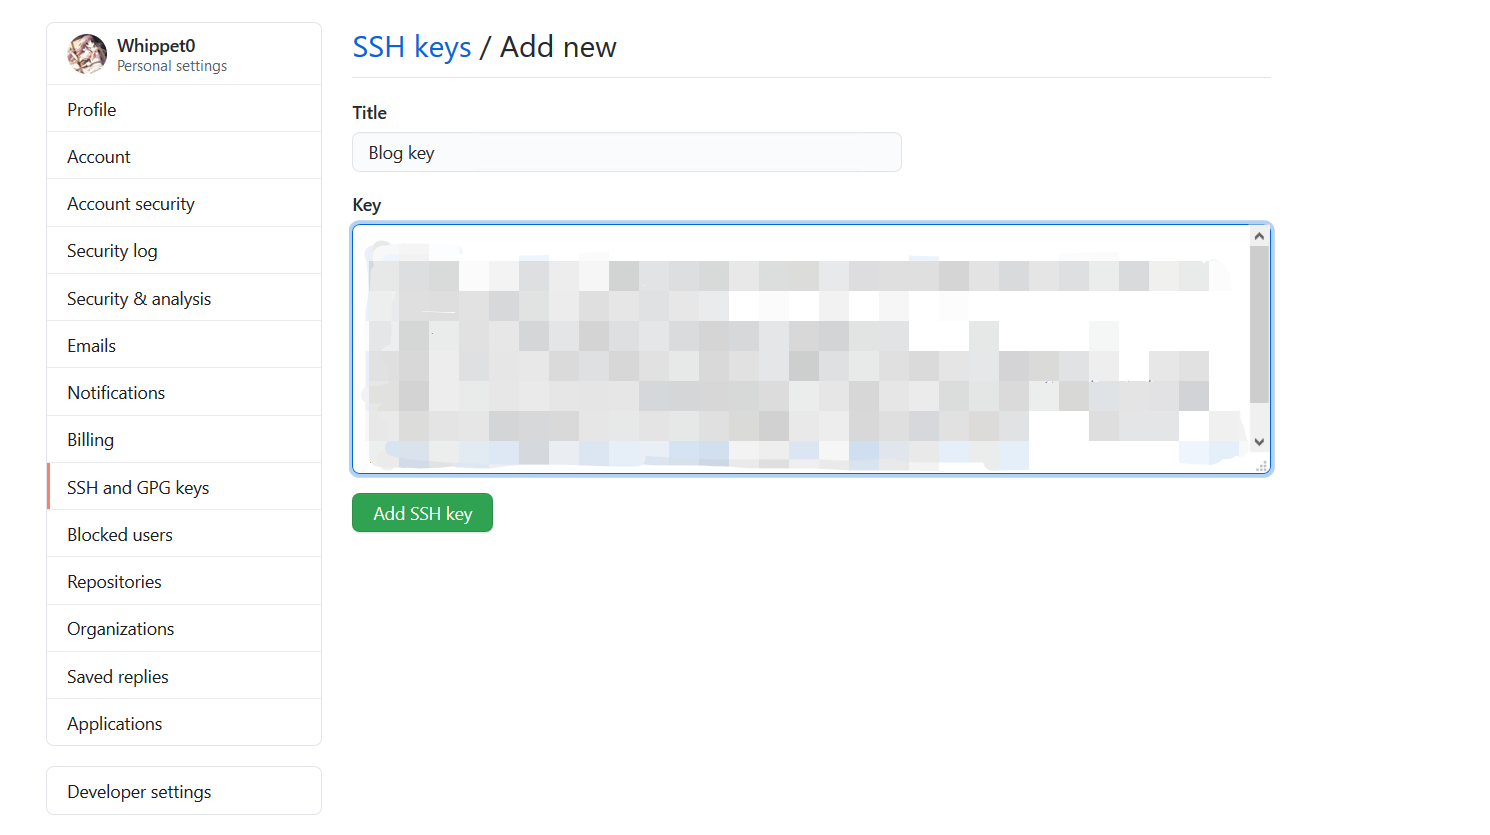 Whippet0
Personal settings
Profile
Account
Account security
Security log
Security & analysis
Emails
Notifications
Billing
SSH and GPG keys
Blocked users
Repositories
Organizations
Saved replies
Applications
Developer settings
SSH keys / Add new
Title
Blog key
Key
Add SSH key